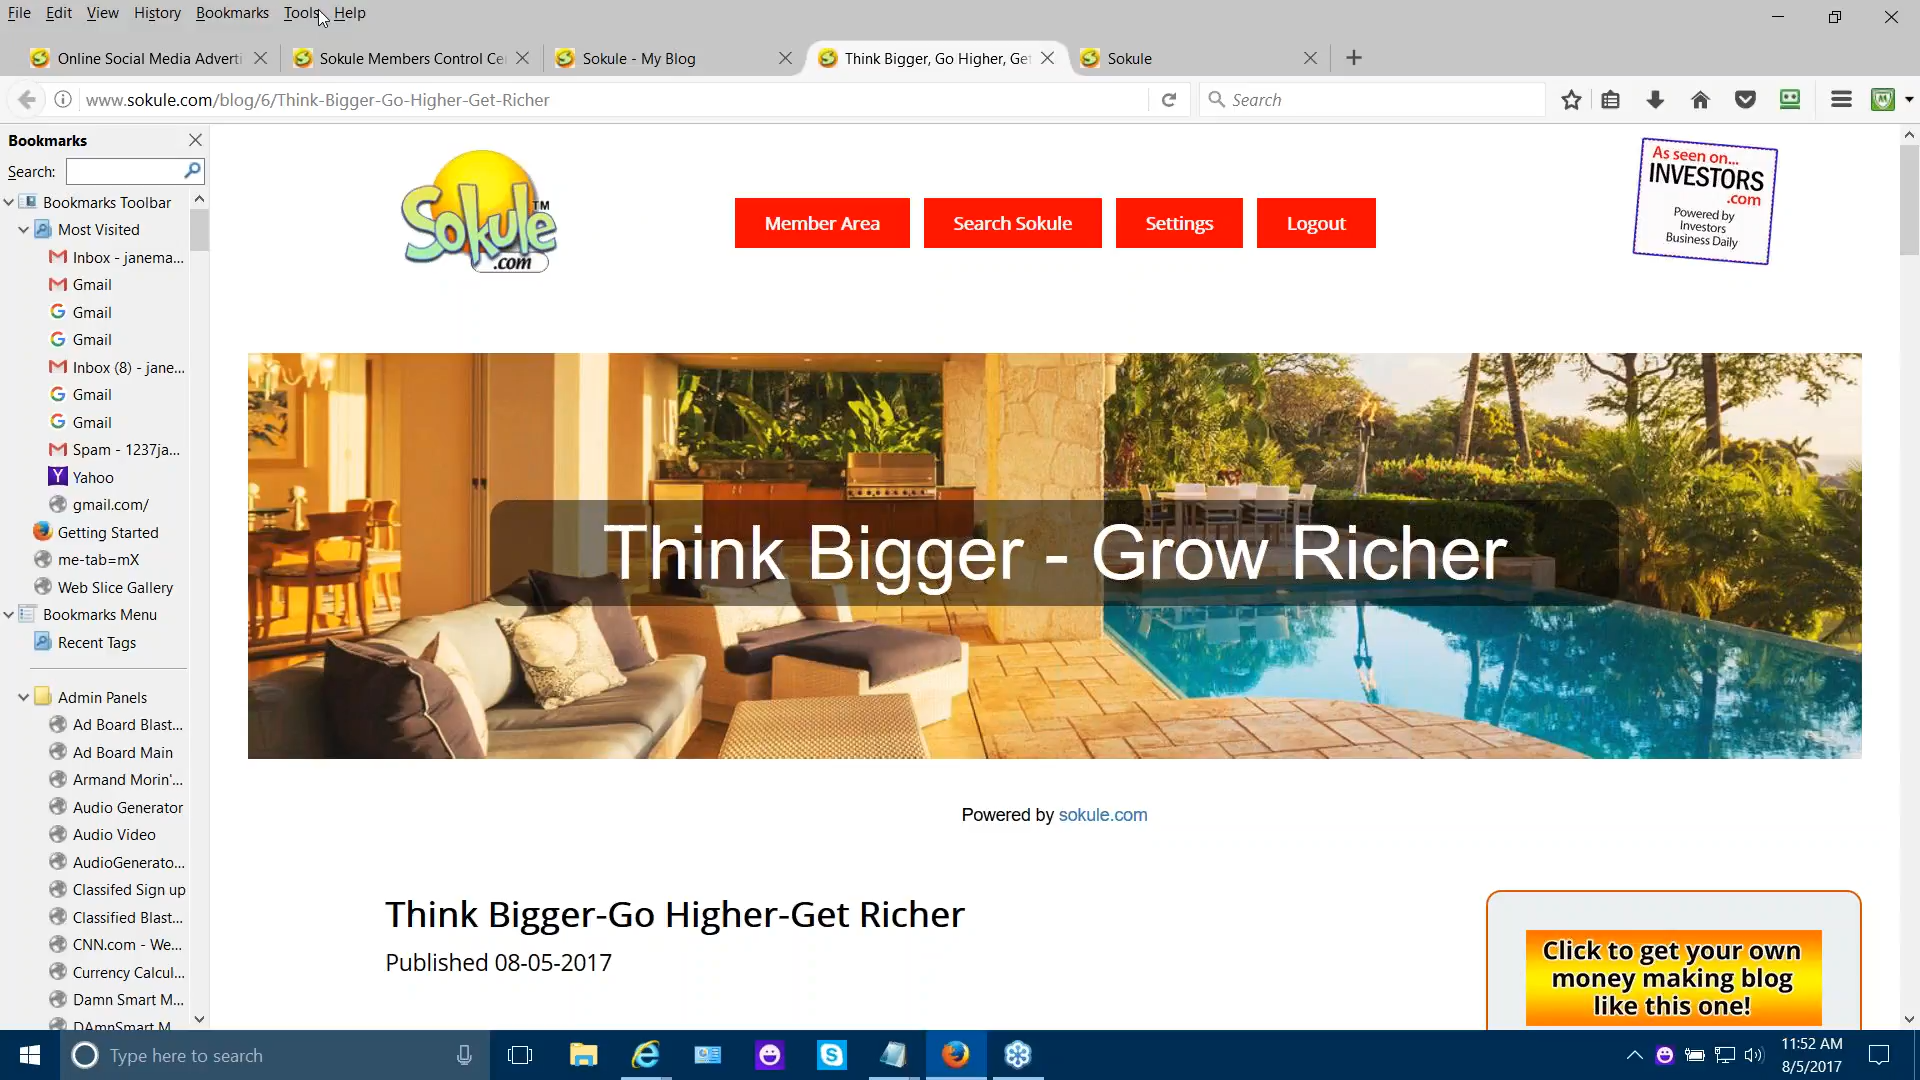 File Edit View History Bookmarks Tools Help
Online Social Media Adverti
Sokule Members Control Ce
Sokule - My Blog
Think Bigger, Go Higher, Get
Sokule
www.sokule.com/blog/6/Think-Bigger-Go-Higher-Get-Richer
Search
Bookmarks
Search:
Bookmarks Toolbar
Most Visited
Inbox - janema...
Gmail
Gmail
Gmail
Inbox (8) - jane...
Gmail
Gmail
Spam - 1237ja...
Yahoo
gmail.com/
Getting Started
me-tab=mX
Web Slice Gallery
Bookmarks Menu
Recent Tags
Admin Panels
Ad Board Blast...
Ad Board Main
Armand Morin'...
Audio Generator
Audio Video
AudioGenerato...
Classifed Sign up
Classified Blast...
CNN.com - We...
Currency Calcul...
Damn Smart M...
DAmnSmart M
Sokule TM
.com
Member Area
Search Sokule
Settings
Logout
As seen on...
INVESTORS
.com
Powered by
Investors
Business Daily
Think Bigger - Grow Richer
Powered by sokule.com
Think Bigger-Go Higher-Get Richer
Published 08-05-2017
Click to get your own
money making blog
like this one!
Type here to search
11:52 AM
8/5/2017